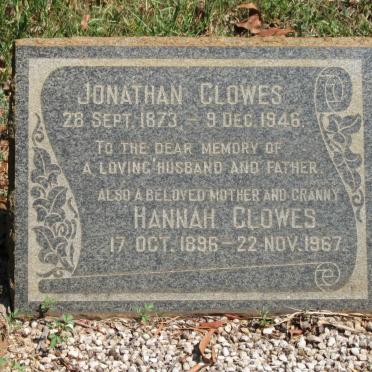 JONATHAN CLOWES
28 SEPT. 1873. - 9 DEC. 1946.
TO THE DEAR MEMORY OF
A LOVING HUSBAND AND FATHER.
ALSO A BELOVED MOTHER AND GRANNY
HANNAH CLOWES
17 OCT. 1896 - 22 NOV. 1967.